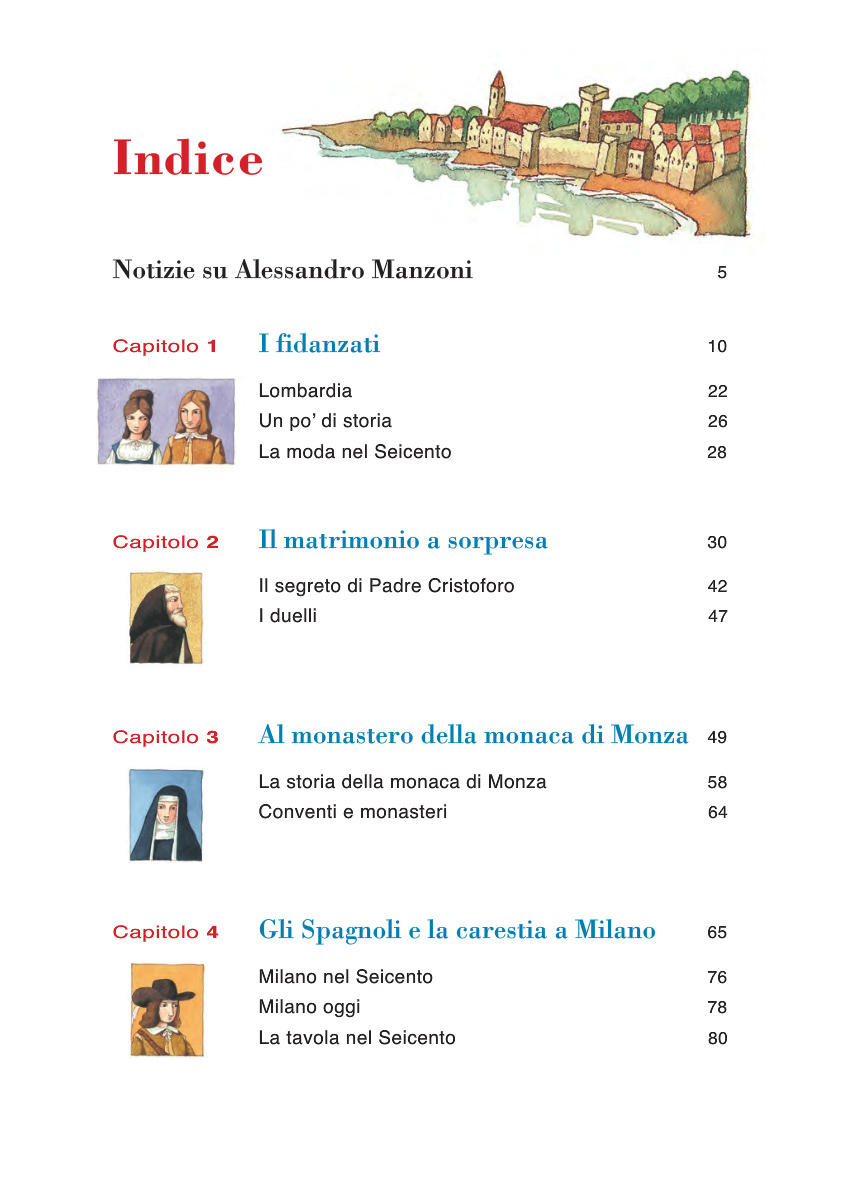 Indice
Notizie su Alessandro Manzoni 5
Capitolo 1 I fidanzati 10
Lombardia 22
Un po’ di storia 26
La moda nel Seicento 28
Capitolo 2 Il matrimonio a sorpresa 30
Il segreto di Padre Cristoforo 42
I duelli 47
Capitolo 3 Al monastero della monaca di Monza 49
La storia della monaca di Monza 58
Conventi e monasteri 64
Capitolo 4 Gli Spagnoli e la carestia a Milano 65
Milano nel Seicento 76
Milano oggi 78
La tavola nel Seicento 80